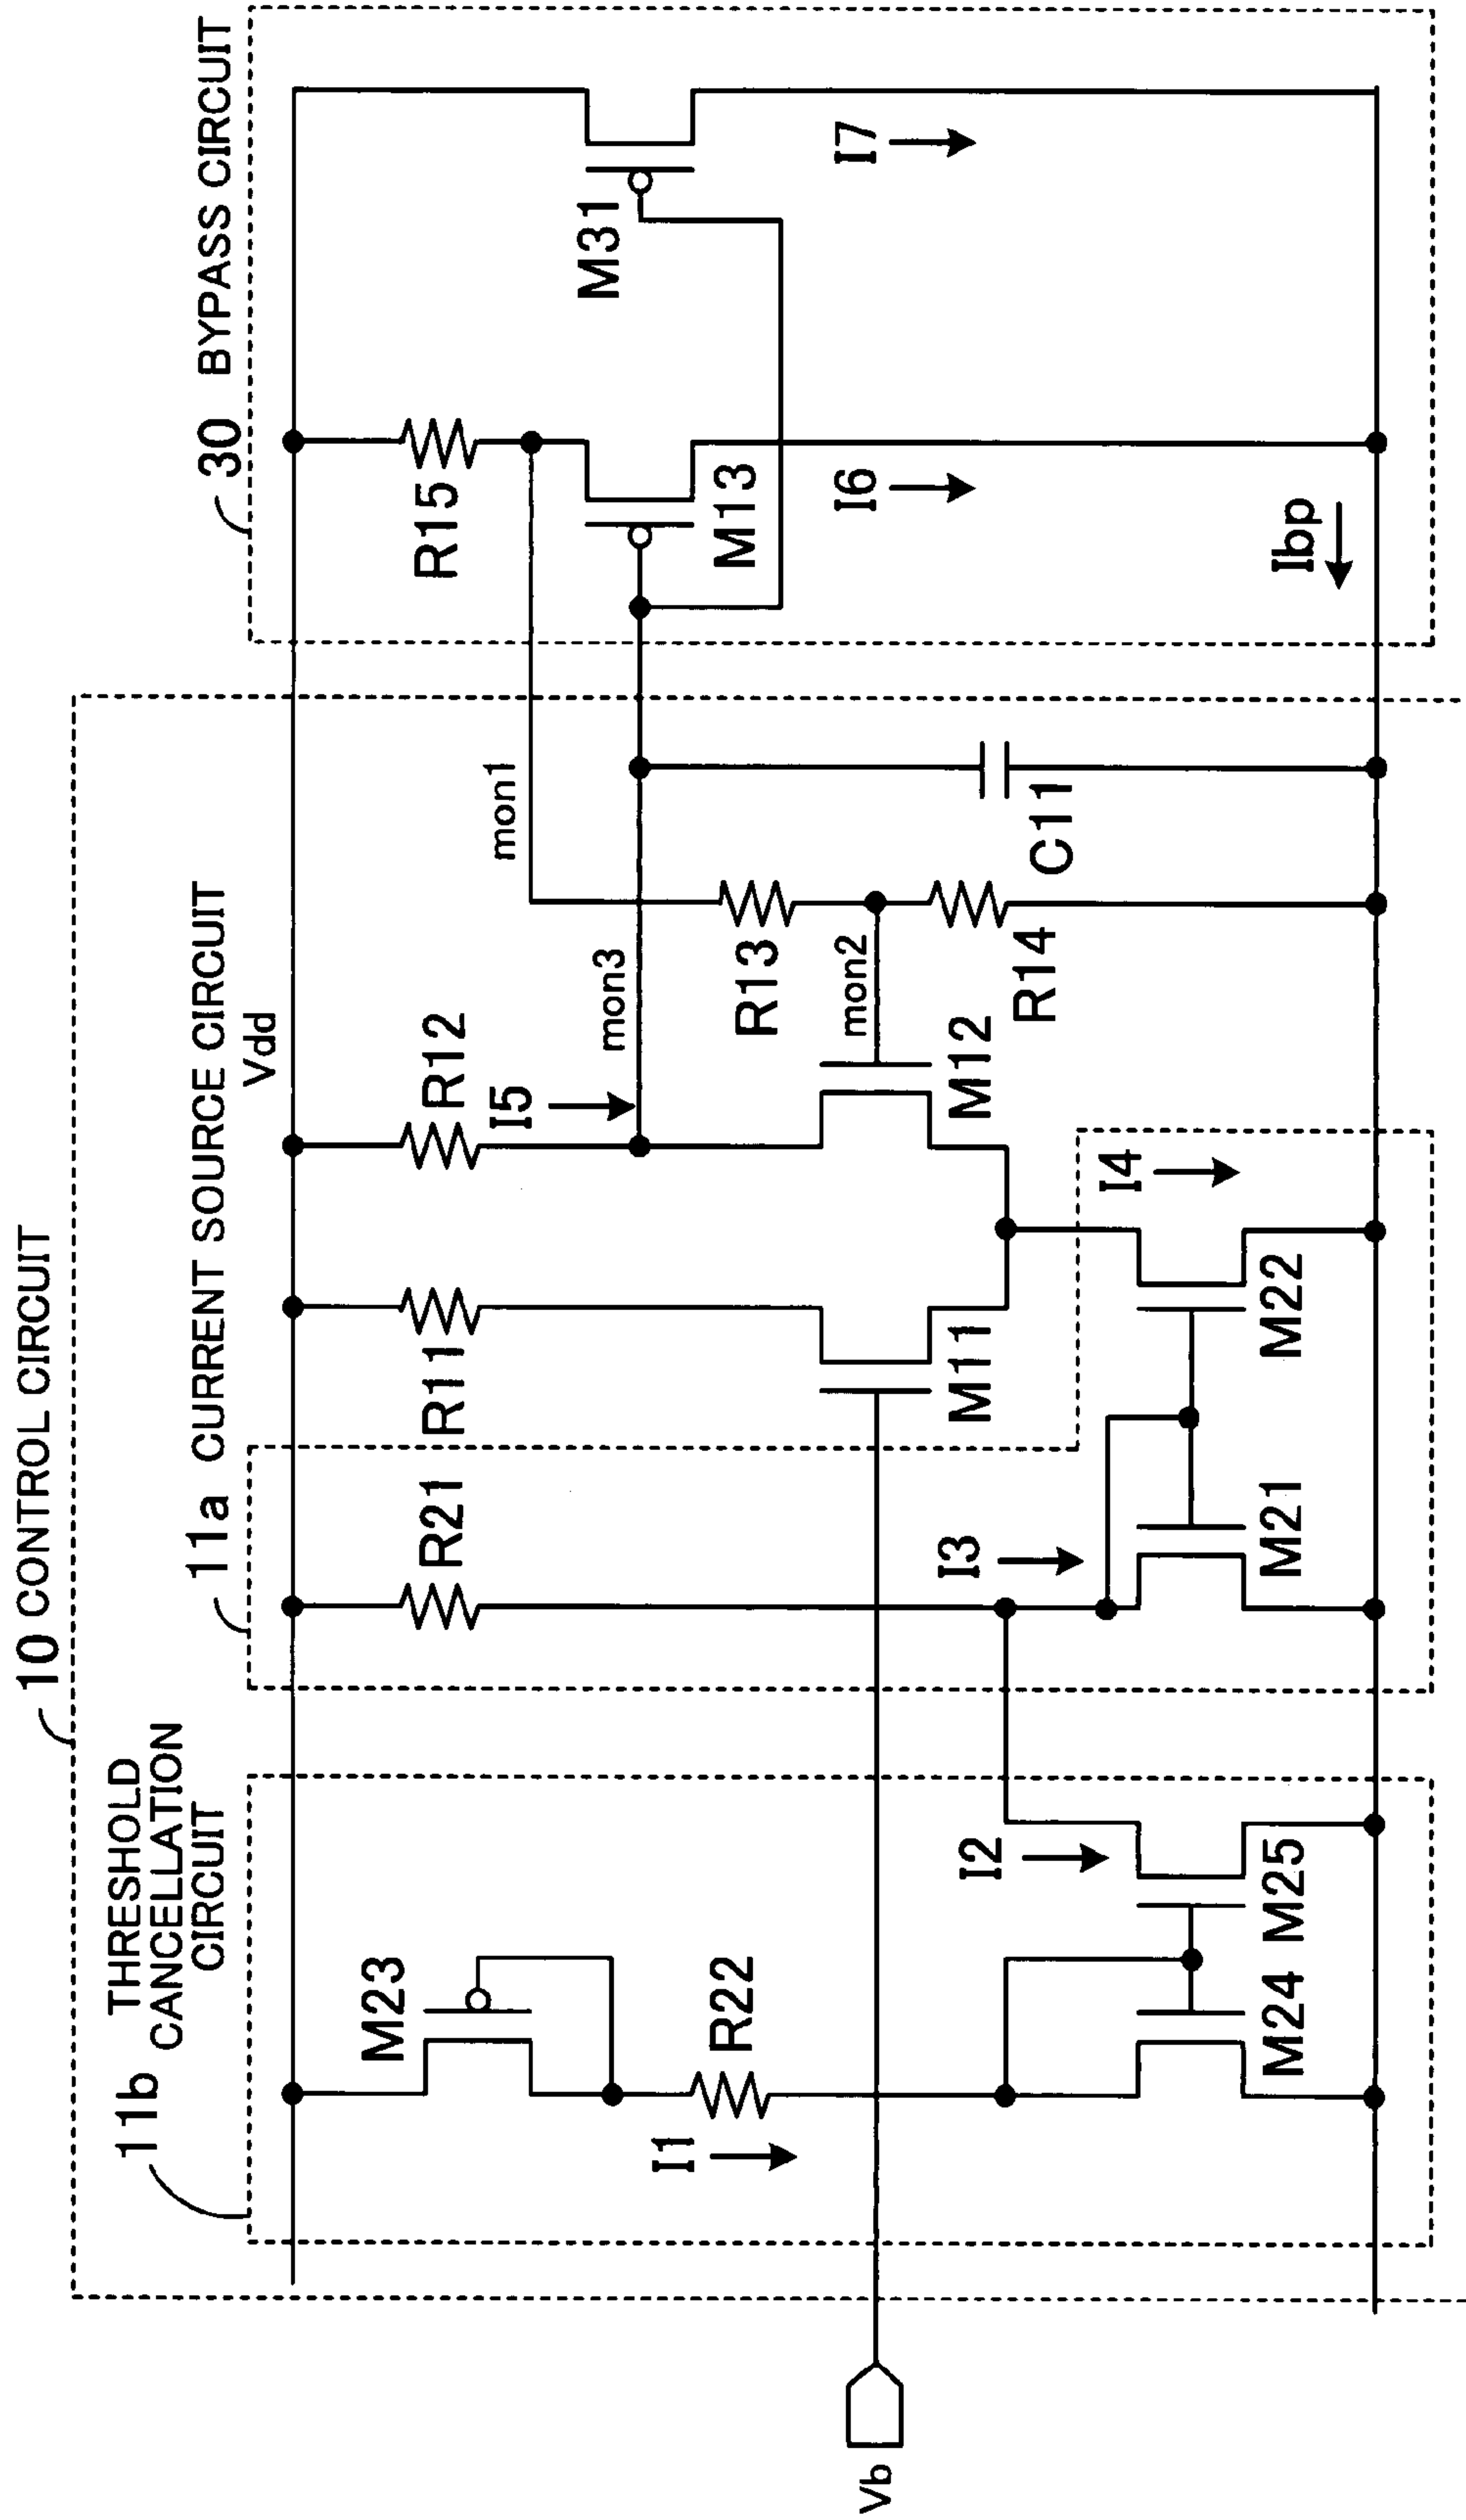 10 CONTROL CIRCUIT
11b
THRESHOLD
CANCELLATION
CIRCUIT
11a CURRENT SOURCE CIRCUIT
30 BYPASS CIRCUIT
Vdd
M23
R21
R11
R12
R15
I5
mon1
mon3
M31
I1
R22
R13
M13
Vb
mon2
I6
I7
I2
I3
M11
M12
R14
C11
I4
M24
M25
M21
M22
Ibp